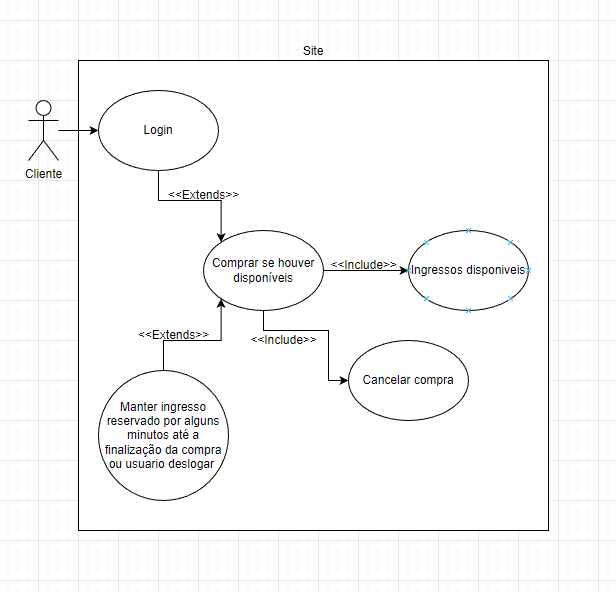 Site
Login
Cliente
<<Extends>>
Comprar se houver
disponíveis
<<Include>>
Ingressos disponiveis
<<Extends>>
<<Include>>
Cancelar compra
Manter ingresso
reservado por alguns
minutos até a
finalização da compra
ou usuario deslogar